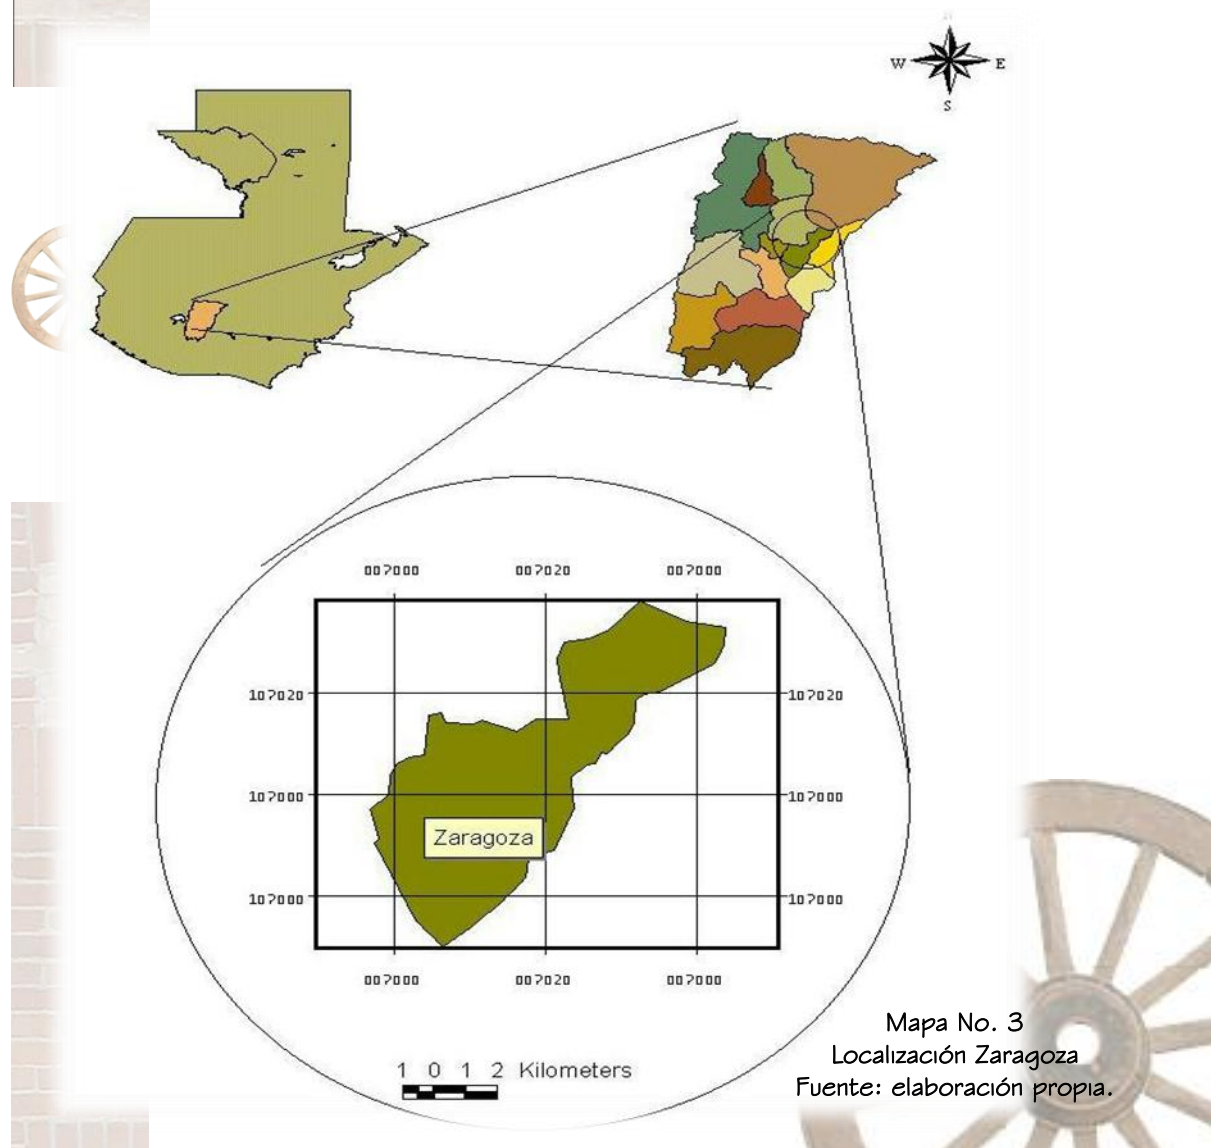 N
W E
S
007000 007020 007000
107020 107020
107000 107000
Zaragoza
107000 107000
007000 007020 007000
1 0 1 2 Kilometers
Mapa No. 3
Localización Zaragoza
Fuente: elaboración propia.